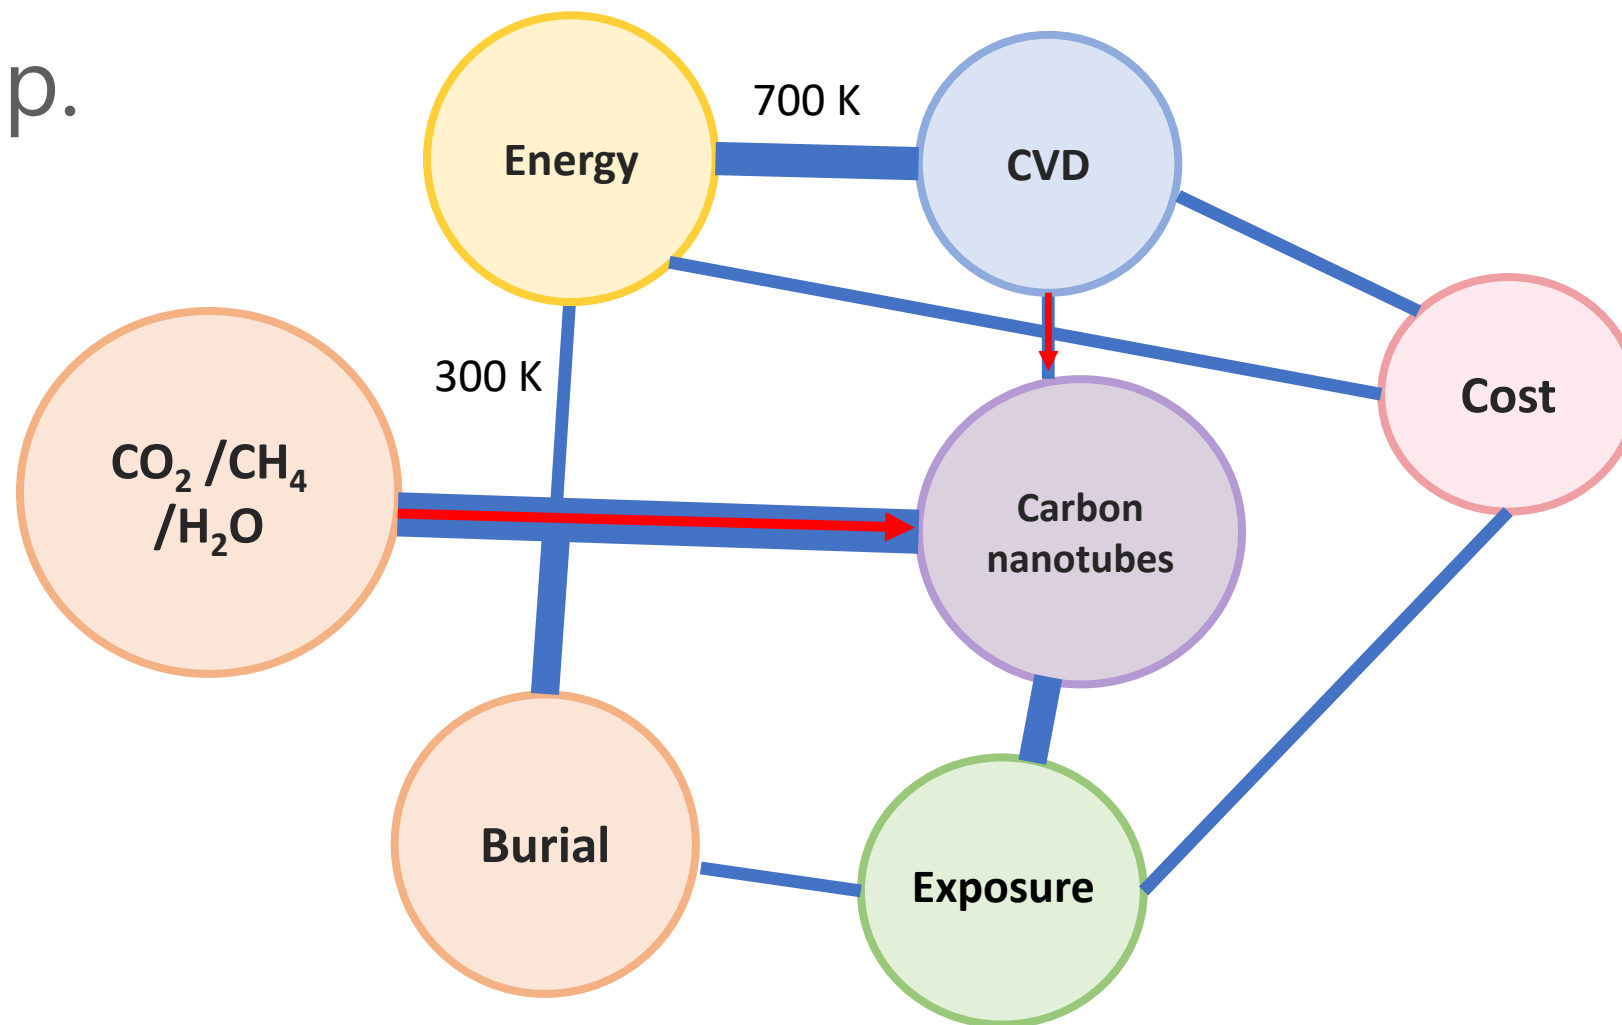 p.
700 K
Energy
CVD
300 K
Cost
CO₂ /CH₄
/H₂O
Carbon
nanotubes
Burial
Exposure